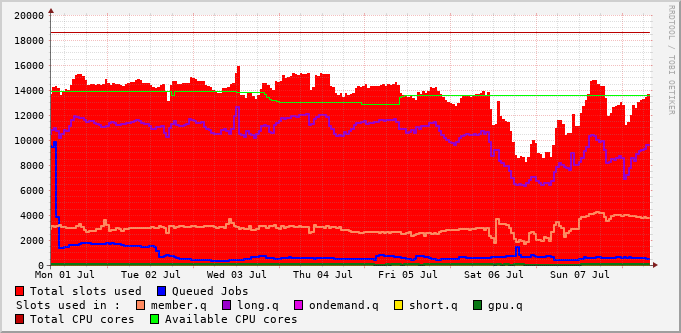 20000
18000
16000
14000
12000
10000
8000
6000
4000
2000
0
Mon 01 Jul Tue 02 Jul Wed 03 Jul Thu 04 Jul Fri 05 Jul Sat 06 Jul Sun 07 Jul
Total slots used Queued Jobs
Slots used in : member.q long.q ondemand.q short.q gpu.q
Total CPU cores Available CPU cores
RRDTOOL / TOBI OETIKER